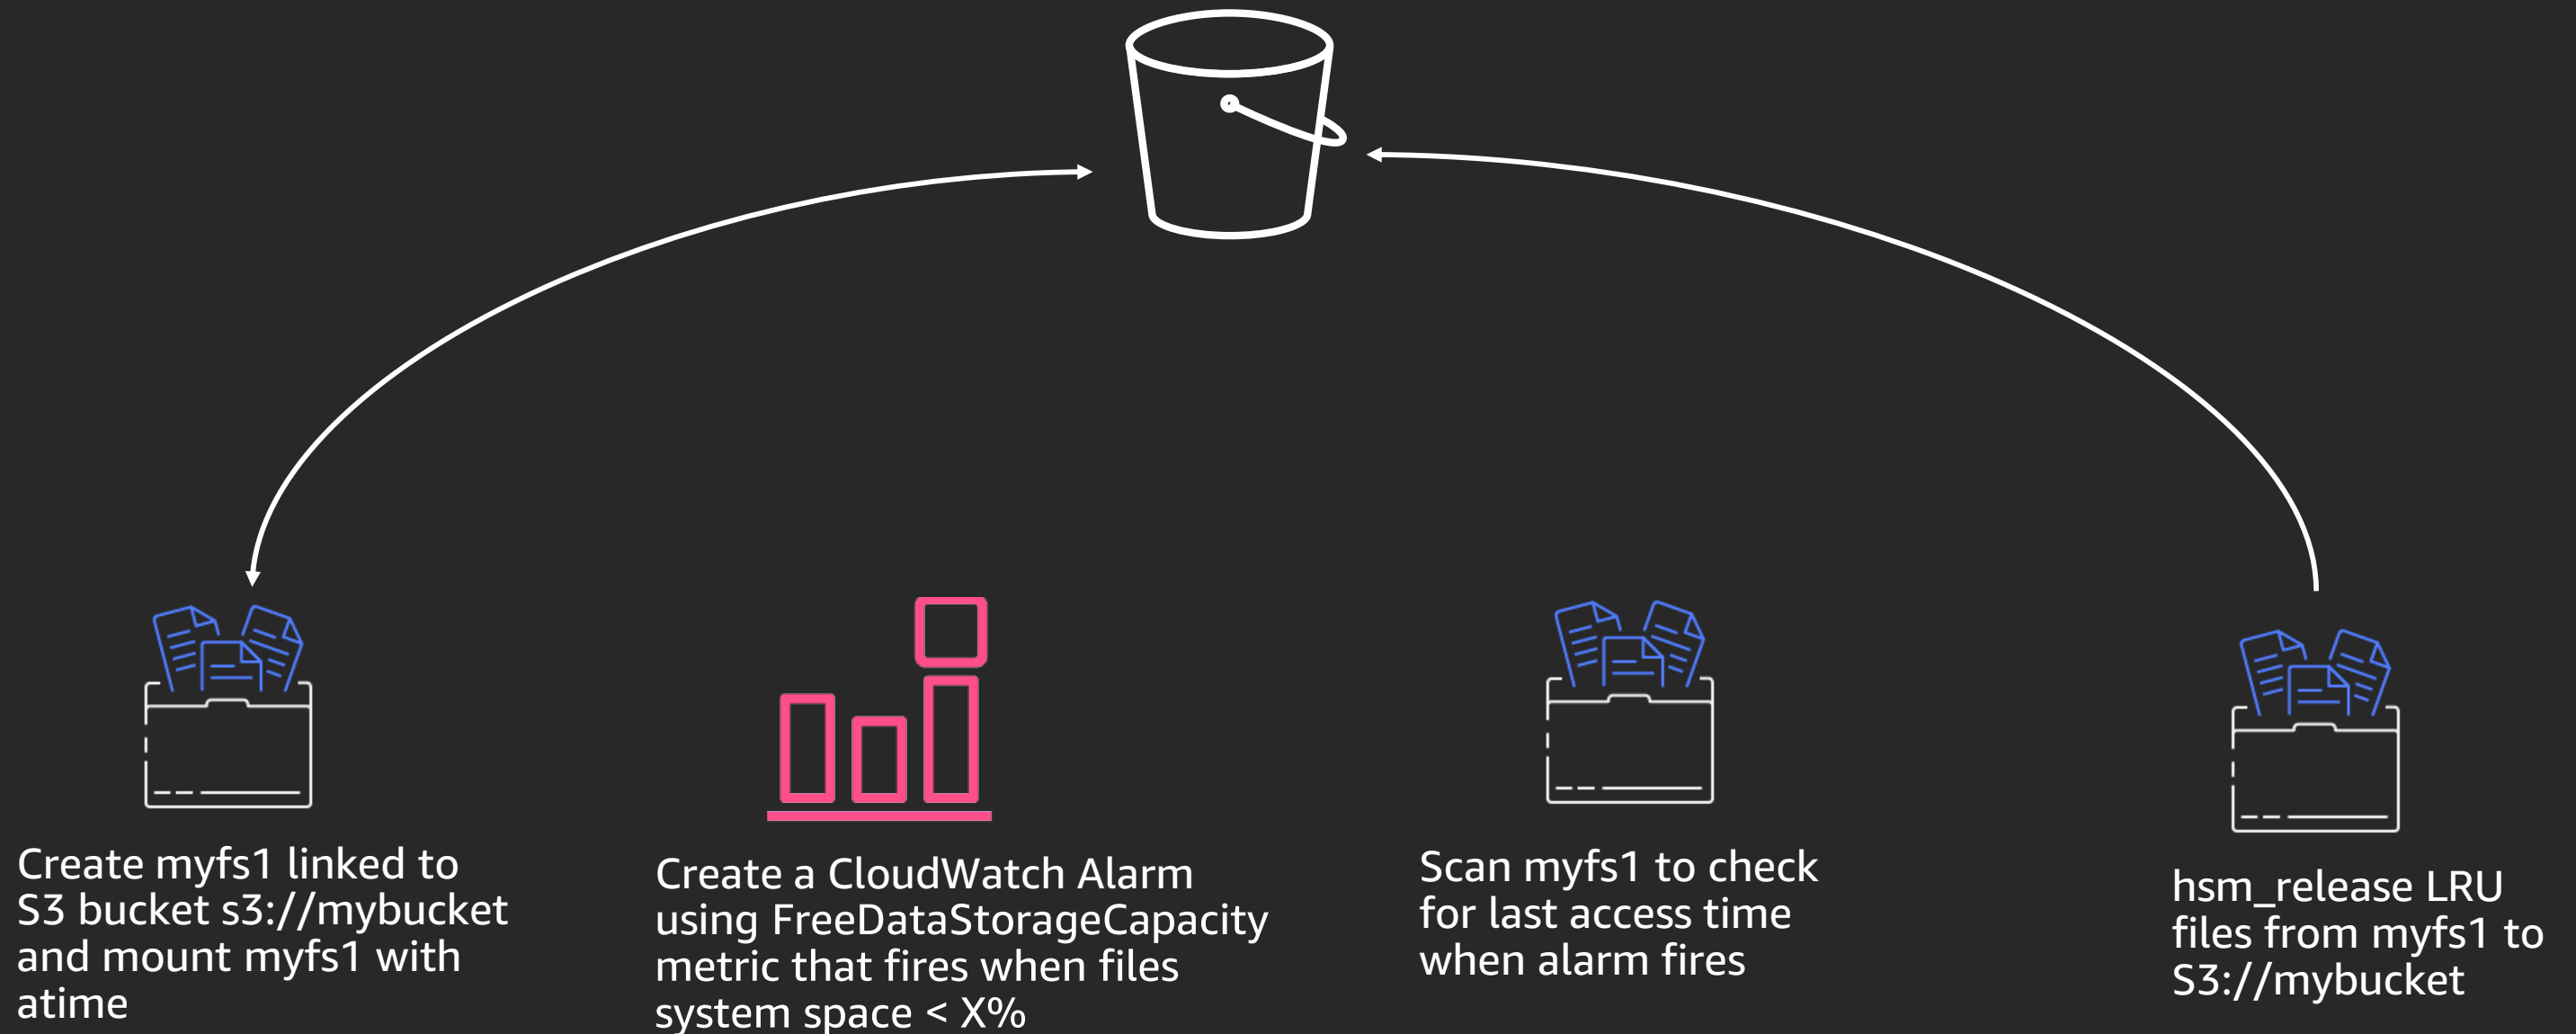 Create myfs1 linked to
S3 bucket s3://mybucket
and mount myfs1 with
atime
Create a CloudWatch Alarm
using FreeDataStorageCapacity
metric that fires when files
system space < X%
Scan myfs1 to check
for last access time
when alarm fires
hsm_release LRU
files from myfs1 to
S3://mybucket